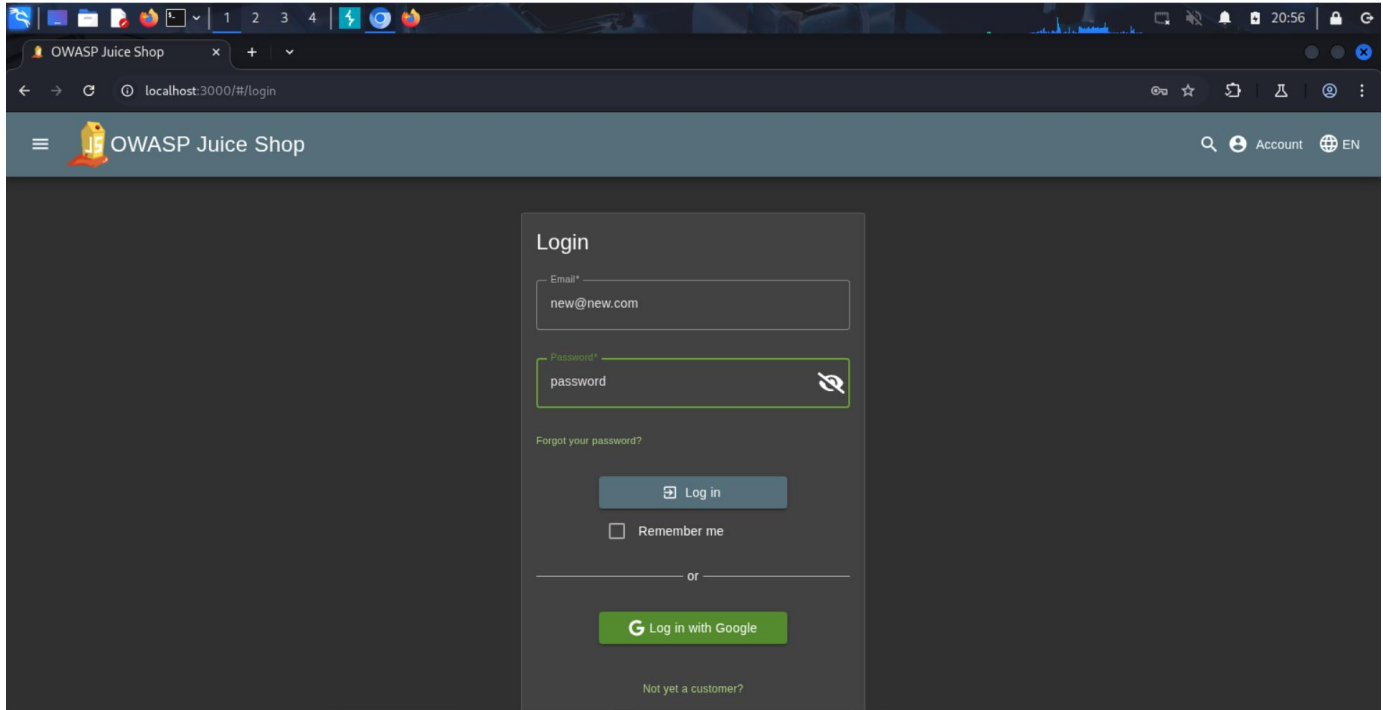 1 2 3 4 20:56
OWASP Juice Shop
localhost:3000/#/login
OWASP Juice Shop Account EN
Login
Email*
new@new.com
Password*
password
Forgot your password?
Log in
Remember me
or
G Log in with Google
Not yet a customer?